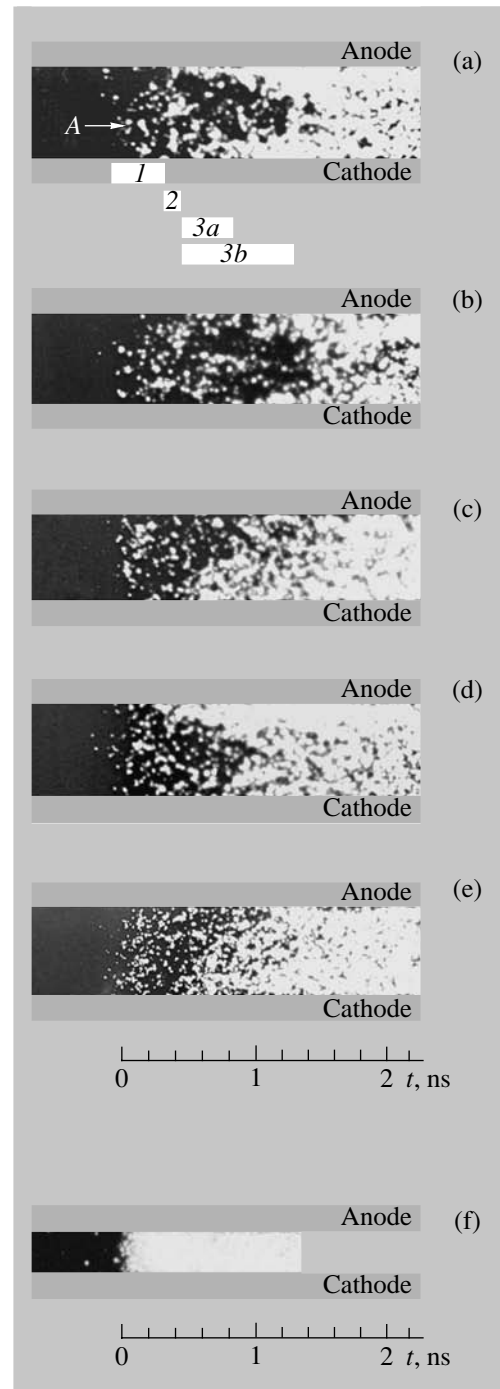 Anode (a)
A
Cathode
1
2
3a
3b
Anode (b)
Cathode
Anode (c)
Cathode
Anode (d)
Cathode
Anode (e)
Cathode
0 1 2 t, ns
Anode (f)
Cathode
0 1 2 t, ns